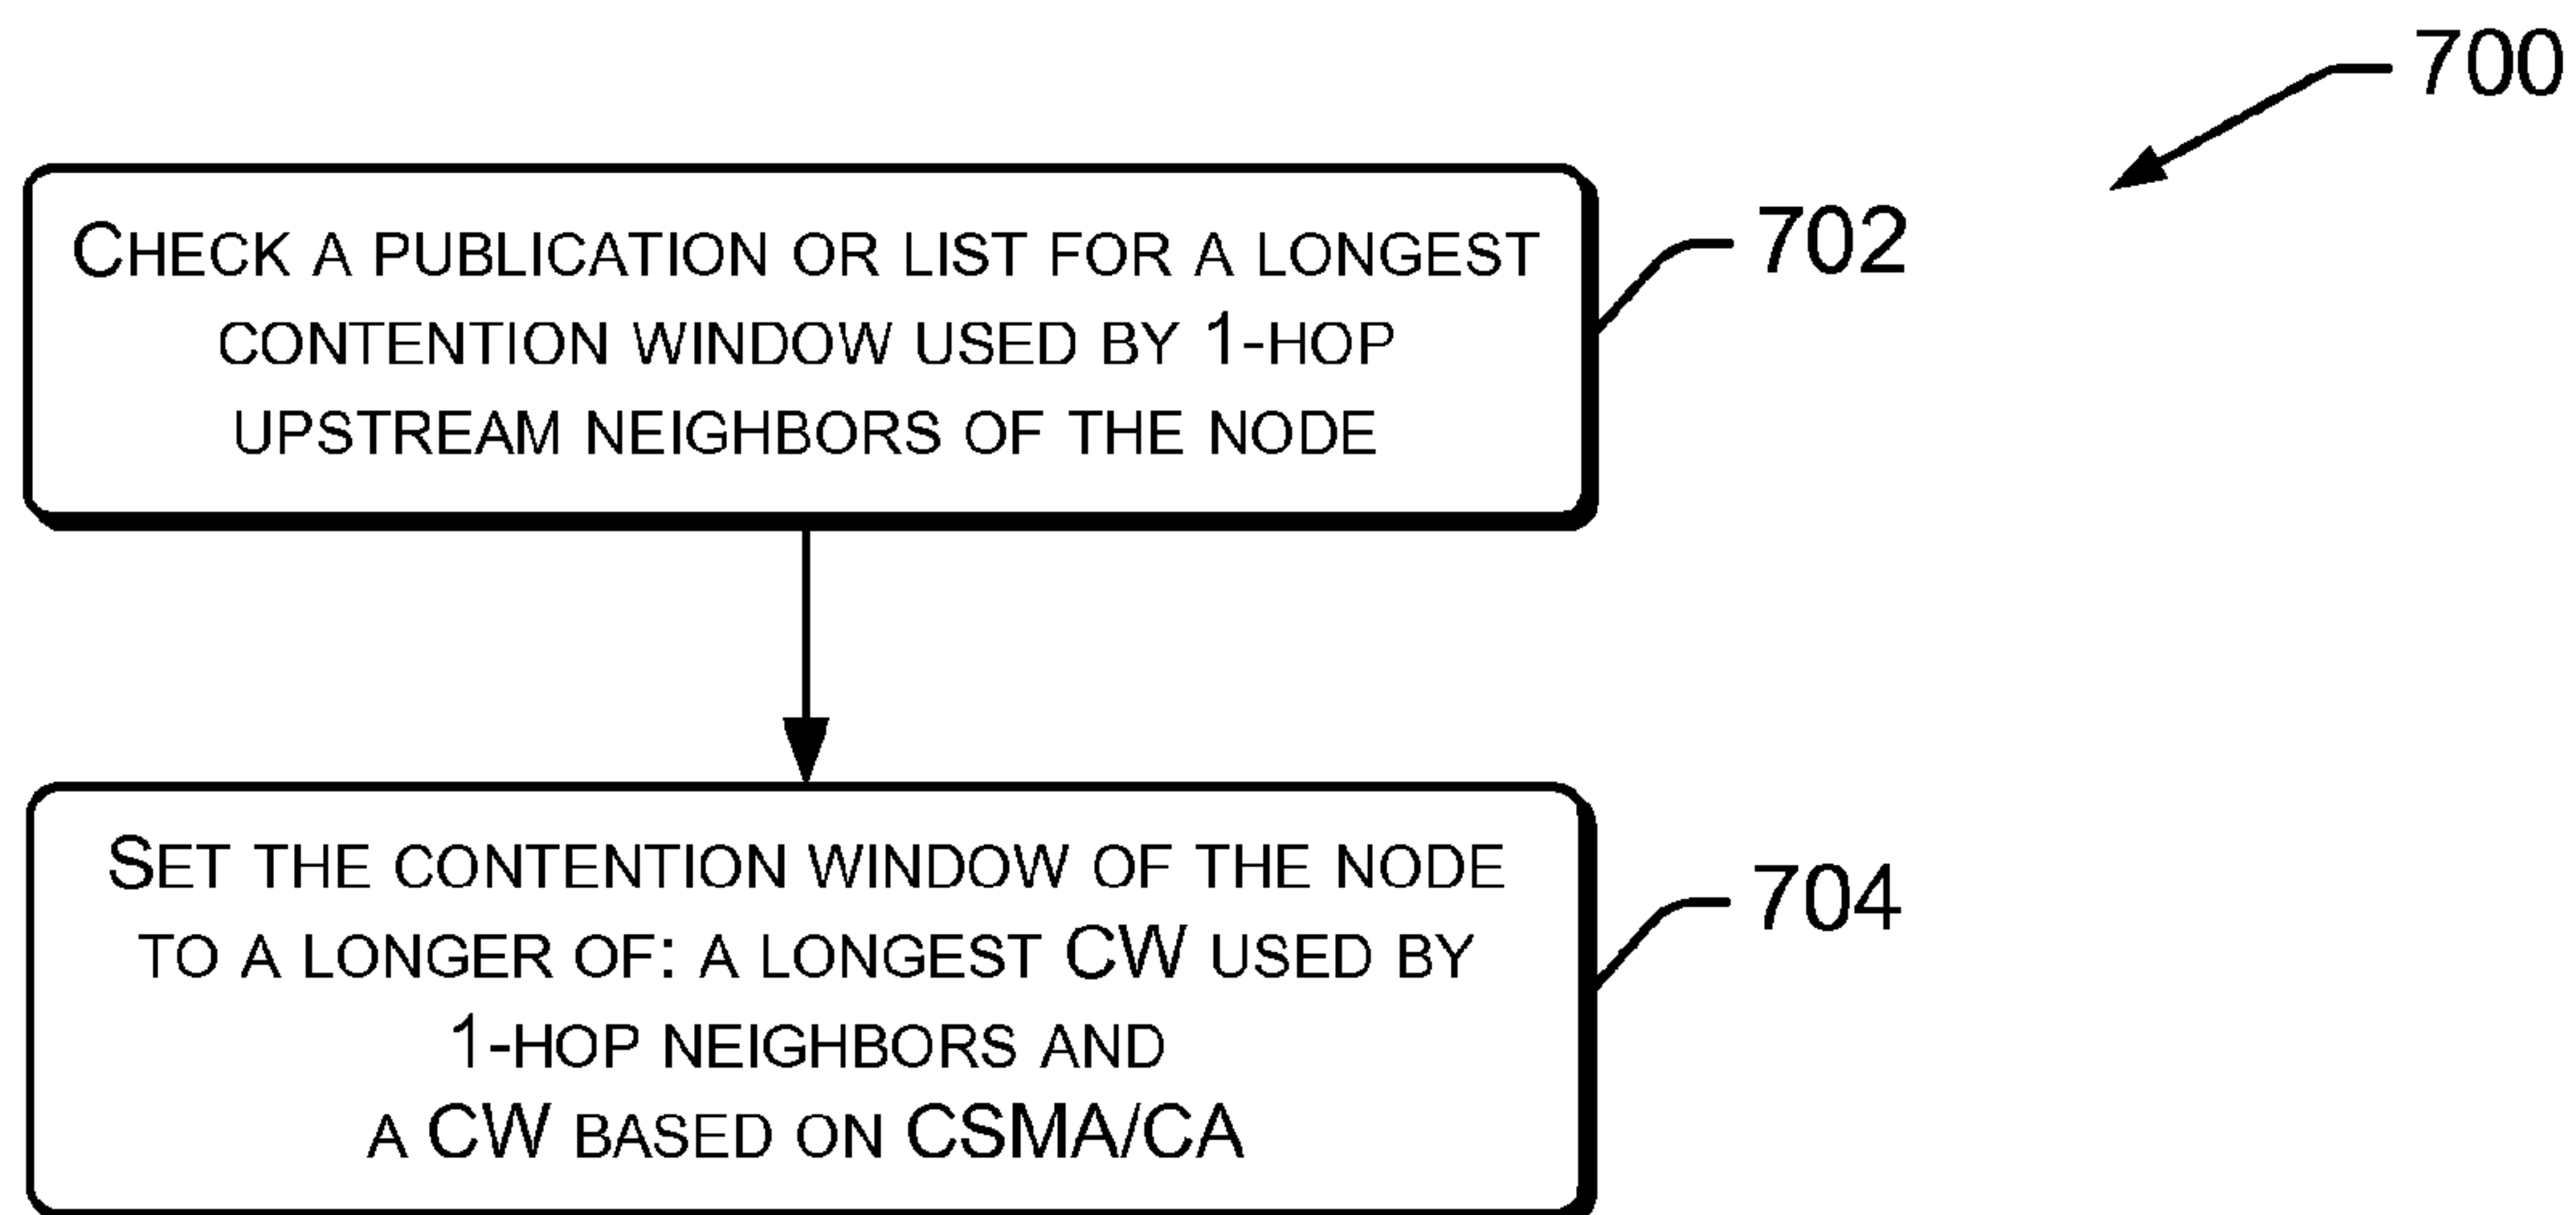 700
CHECK A PUBLICATION OR LIST FOR A LONGEST
CONTENTION WINDOW USED BY 1-HOP
UPSTREAM NEIGHBORS OF THE NODE
702
SET THE CONTENTION WINDOW OF THE NODE
TO A LONGER OF: A LONGEST CW USED BY
1-HOP NEIGHBORS AND
A CW BASED ON CSMA/CA
704